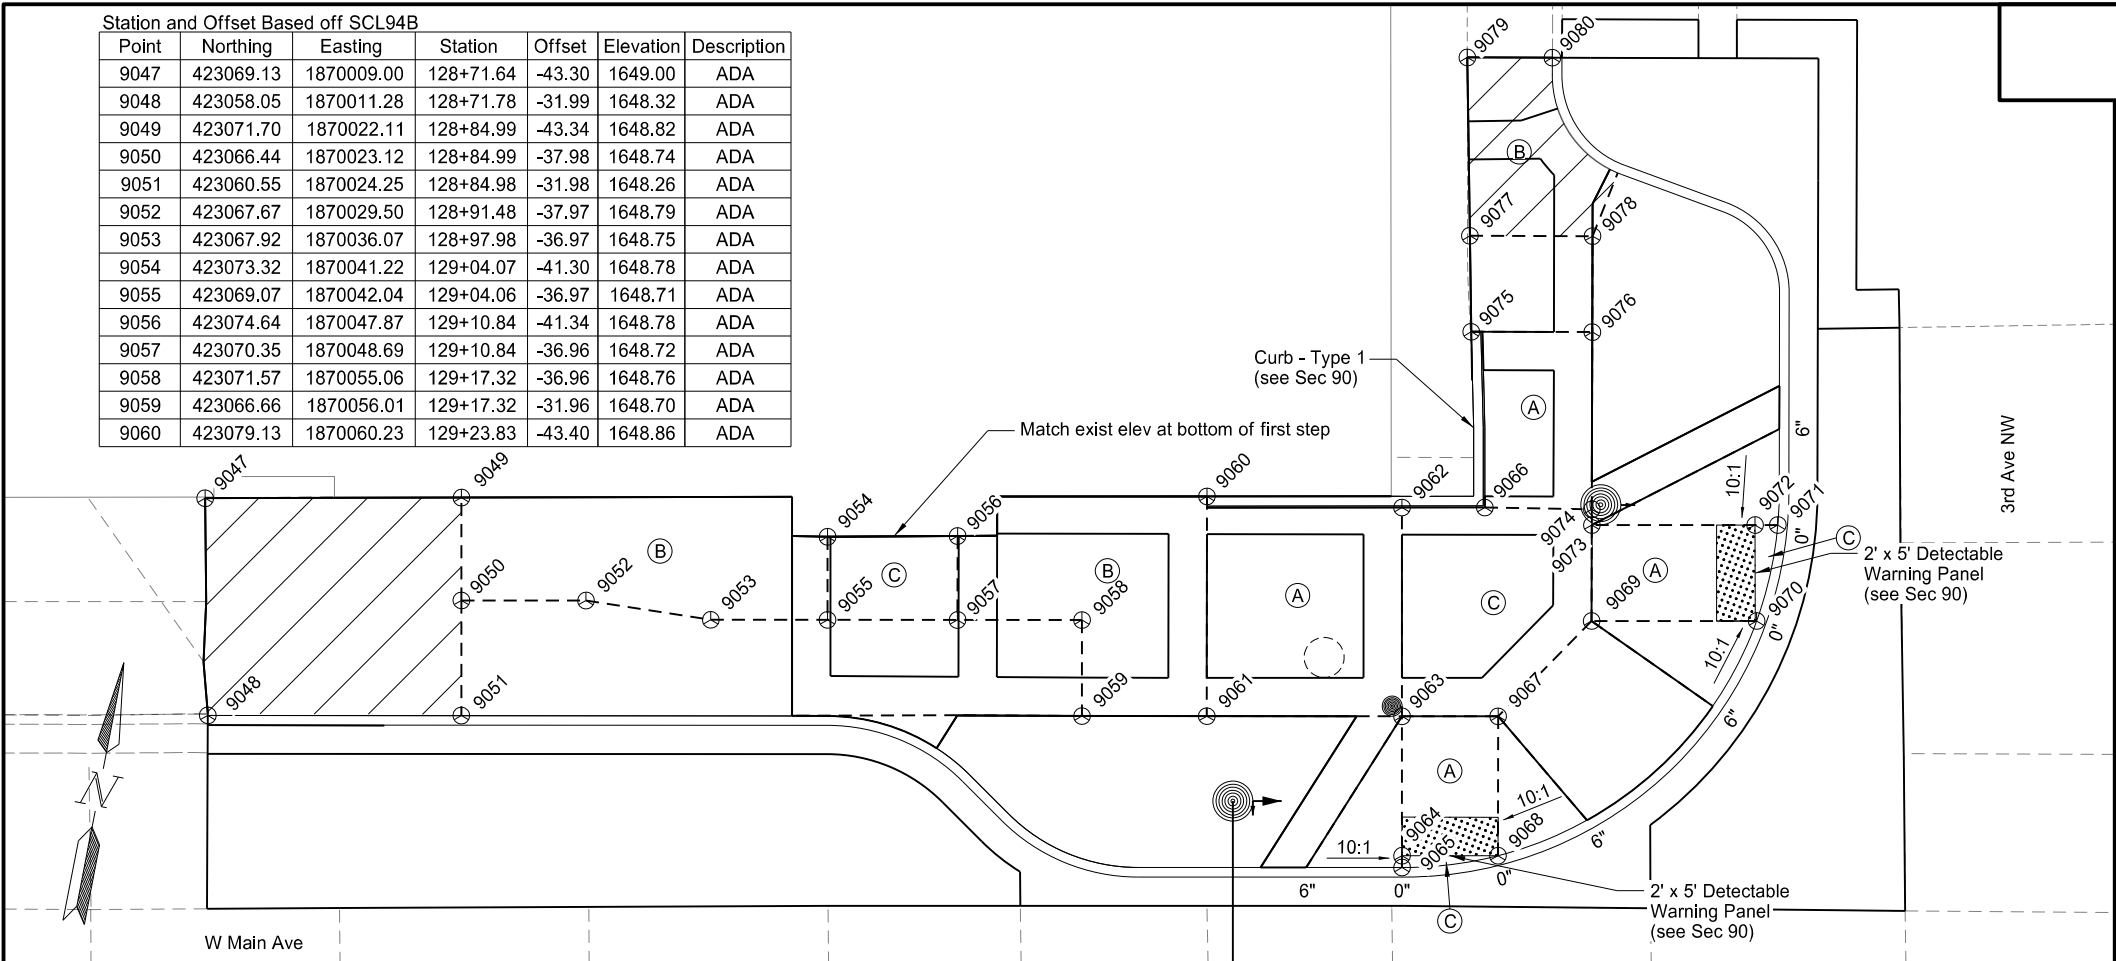 Station and Offset Based off SCL94B
Point Northing Easting Station Offset Elevation Description
9047 423069.13 1870009.00 128+71.64 -43.30 1649.00 ADA
9048 423058.05 1870011.28 128+71.78 -31.99 1648.32 ADA
9049 423071.70 1870022.11 128+84.99 -43.34 1648.82 ADA
9050 423066.44 1870023.12 128+84.99 -37.98 1648.74 ADA
9051 423060.55 1870024.25 128+84.98 -31.98 1648.26 ADA
9052 423067.67 1870029.50 128+91.48 -37.97 1648.79 ADA
9053 423067.92 1870036.07 128+97.98 -36.97 1648.75 ADA
9054 423073.32 1870041.22 129+04.07 -41.30 1648.78 ADA
9055 423069.07 1870042.04 129+04.06 -36.97 1648.71 ADA
9056 423074.64 1870047.87 129+10.84 -41.34 1648.78 ADA
9057 423070.35 1870048.69 129+10.84 -36.96 1648.72 ADA
9058 423071.57 1870055.06 129+17.32 -36.96 1648.76 ADA
9059 423066.66 1870056.01 129+17.32 -31.96 1648.70 ADA
9060 423079.13 1870060.23 129+23.83 -43.40 1648.86 ADA
9079
9080
B
9077
9078
9075
9076
Curb - Type 1
(see Sec 90)
A
Match exist elev at bottom of first step
6"
3rd Ave NW
9047
9049
9054
9056
9060
9062
9066
10:1
9072
9071
9074
9073
0"
C
2' x 5' Detectable
Warning Panel
(see Sec 90)
B
9050
9052
9053
C
9055
9057
B
9058
A
C
9069
A
9070
0"
10:1
9048
9051
9059
9061
9063
9067
6"
N
A
10:1
9064
9065
9068
10:1
6"
6"
0"
0"
C
2' x 5' Detectable
Warning Panel
(see Sec 90)
W Main Ave